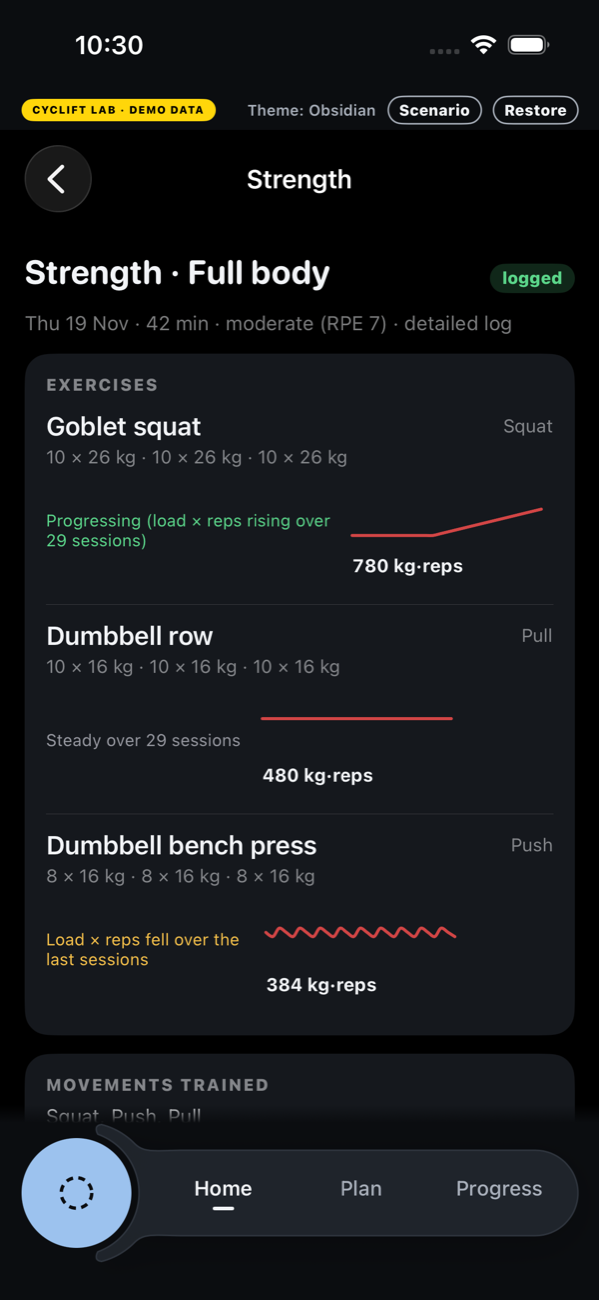 10:30
CYCLIFT LAB · DEMO DATA Theme: Obsidian Scenario Restore
Strength
Strength · Full body logged
Thu 19 Nov · 42 min · moderate (RPE 7) · detailed log
EXERCISES
Goblet squat Squat
10 × 26 kg · 10 × 26 kg · 10 × 26 kg
Progressing (load × reps rising over
29 sessions)
780 kg·reps
Dumbbell row Pull
10 × 16 kg · 10 × 16 kg · 10 × 16 kg
Steady over 29 sessions
480 kg·reps
Dumbbell bench press Push
8 × 16 kg · 8 × 16 kg · 8 × 16 kg
Load × reps fell over the
last sessions
384 kg·reps
MOVEMENTS TRAINED
Squat, Push, Pull
Home Plan Progress